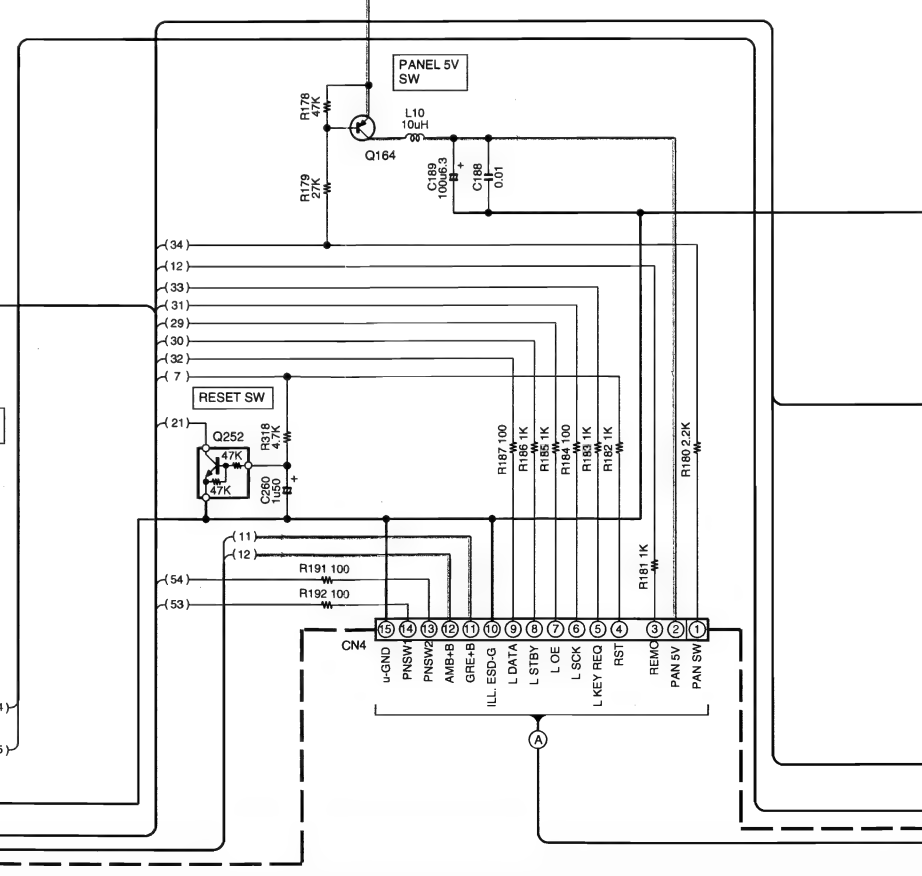 PANEL 5V
SW
R178
47K
L10
10uH
Q164
R179
27K
C189
100u6.3
+
C188
0.01
(34)
(12)
(33)
(31)
(29)
(30)
(32)
(7)
RESET SW
(21)
Q252
47K
47K
R318
4.7K
C260
1u50
+
R187 100
R186 1K
R185 1K
R184 100
R183 1K
R182 1K
R180 2.2K
R181 1K
(11)
(12)
(54)
R191 100
(53)
R192 100
CN4
15 14 13 12 11 10 9 8 7 6 5 4 3 2 1
u-GND
PNSW1
PNSW2
AMB+B
GRE+B
ILL. ESD-G
L DATA
L STBY
L OE
L SCK
L KEY REQ
RST
REMO
PAN 5V
PAN SW
A